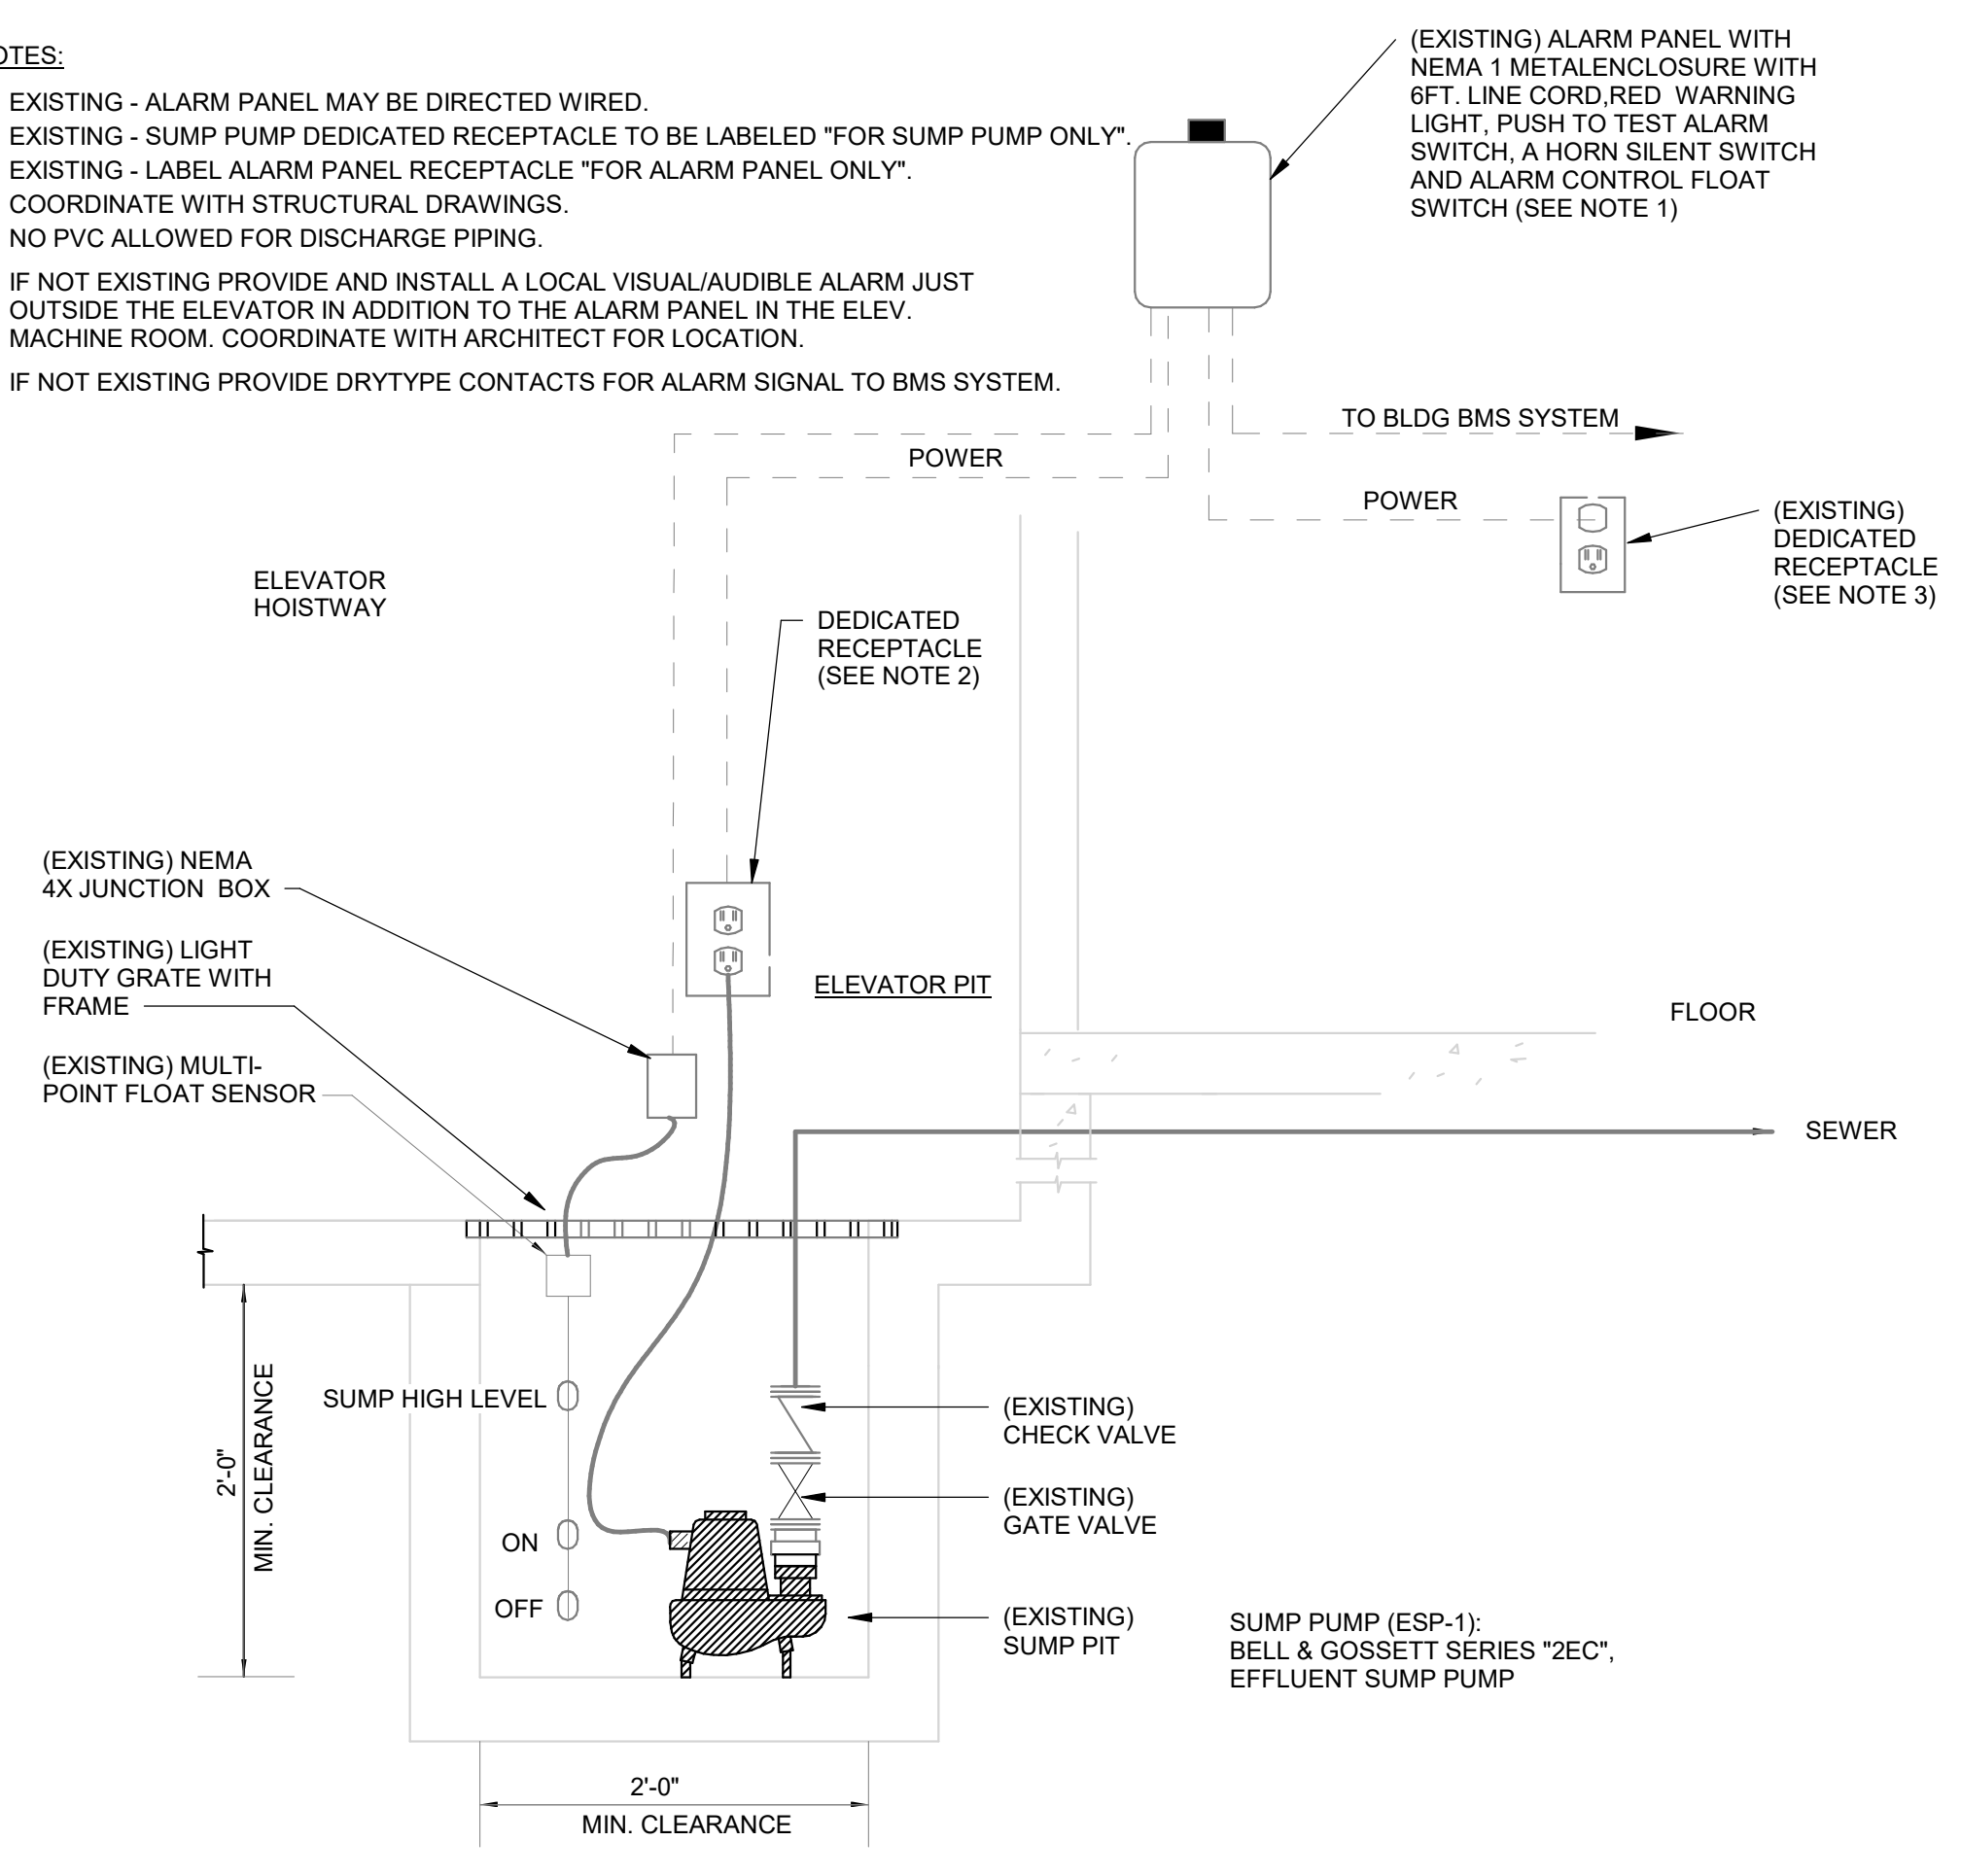 OTES:
EXISTING - ALARM PANEL MAY BE DIRECTED WIRED.
EXISTING - SUMP PUMP DEDICATED RECEPTACLE TO BE LABELED "FOR SUMP PUMP ONLY".
EXISTING - LABEL ALARM PANEL RECEPTACLE "FOR ALARM PANEL ONLY".
COORDINATE WITH STRUCTURAL DRAWINGS.
NO PVC ALLOWED FOR DISCHARGE PIPING.
IF NOT EXISTING PROVIDE AND INSTALL A LOCAL VISUAL/AUDIBLE ALARM JUST
OUTSIDE THE ELEVATOR IN ADDITION TO THE ALARM PANEL IN THE ELEV.
MACHINE ROOM. COORDINATE WITH ARCHITECT FOR LOCATION.
IF NOT EXISTING PROVIDE DRYTYPE CONTACTS FOR ALARM SIGNAL TO BMS SYSTEM.
(EXISTING) ALARM PANEL WITH
NEMA 1 METALENCLOSURE WITH
6FT. LINE CORD,RED WARNING
LIGHT, PUSH TO TEST ALARM
SWITCH, A HORN SILENT SWITCH
AND ALARM CONTROL FLOAT
SWITCH (SEE NOTE 1)
TO BLDG BMS SYSTEM
POWER
POWER
(EXISTING)
DEDICATED
RECEPTACLE
(SEE NOTE 3)
ELEVATOR
HOISTWAY
DEDICATED
RECEPTACLE
(SEE NOTE 2)
(EXISTING) NEMA
4X JUNCTION BOX
(EXISTING) LIGHT
DUTY GRATE WITH
FRAME
(EXISTING) MULTI-
POINT FLOAT SENSOR
ELEVATOR PIT
FLOOR
SEWER
SUMP HIGH LEVEL
ON
OFF
2'-0"
MIN. CLEARANCE
(EXISTING)
CHECK VALVE
(EXISTING)
GATE VALVE
(EXISTING)
SUMP PIT
SUMP PUMP (ESP-1):
BELL & GOSSETT SERIES "2EC",
EFFLUENT SUMP PUMP
2'-0"
MIN. CLEARANCE